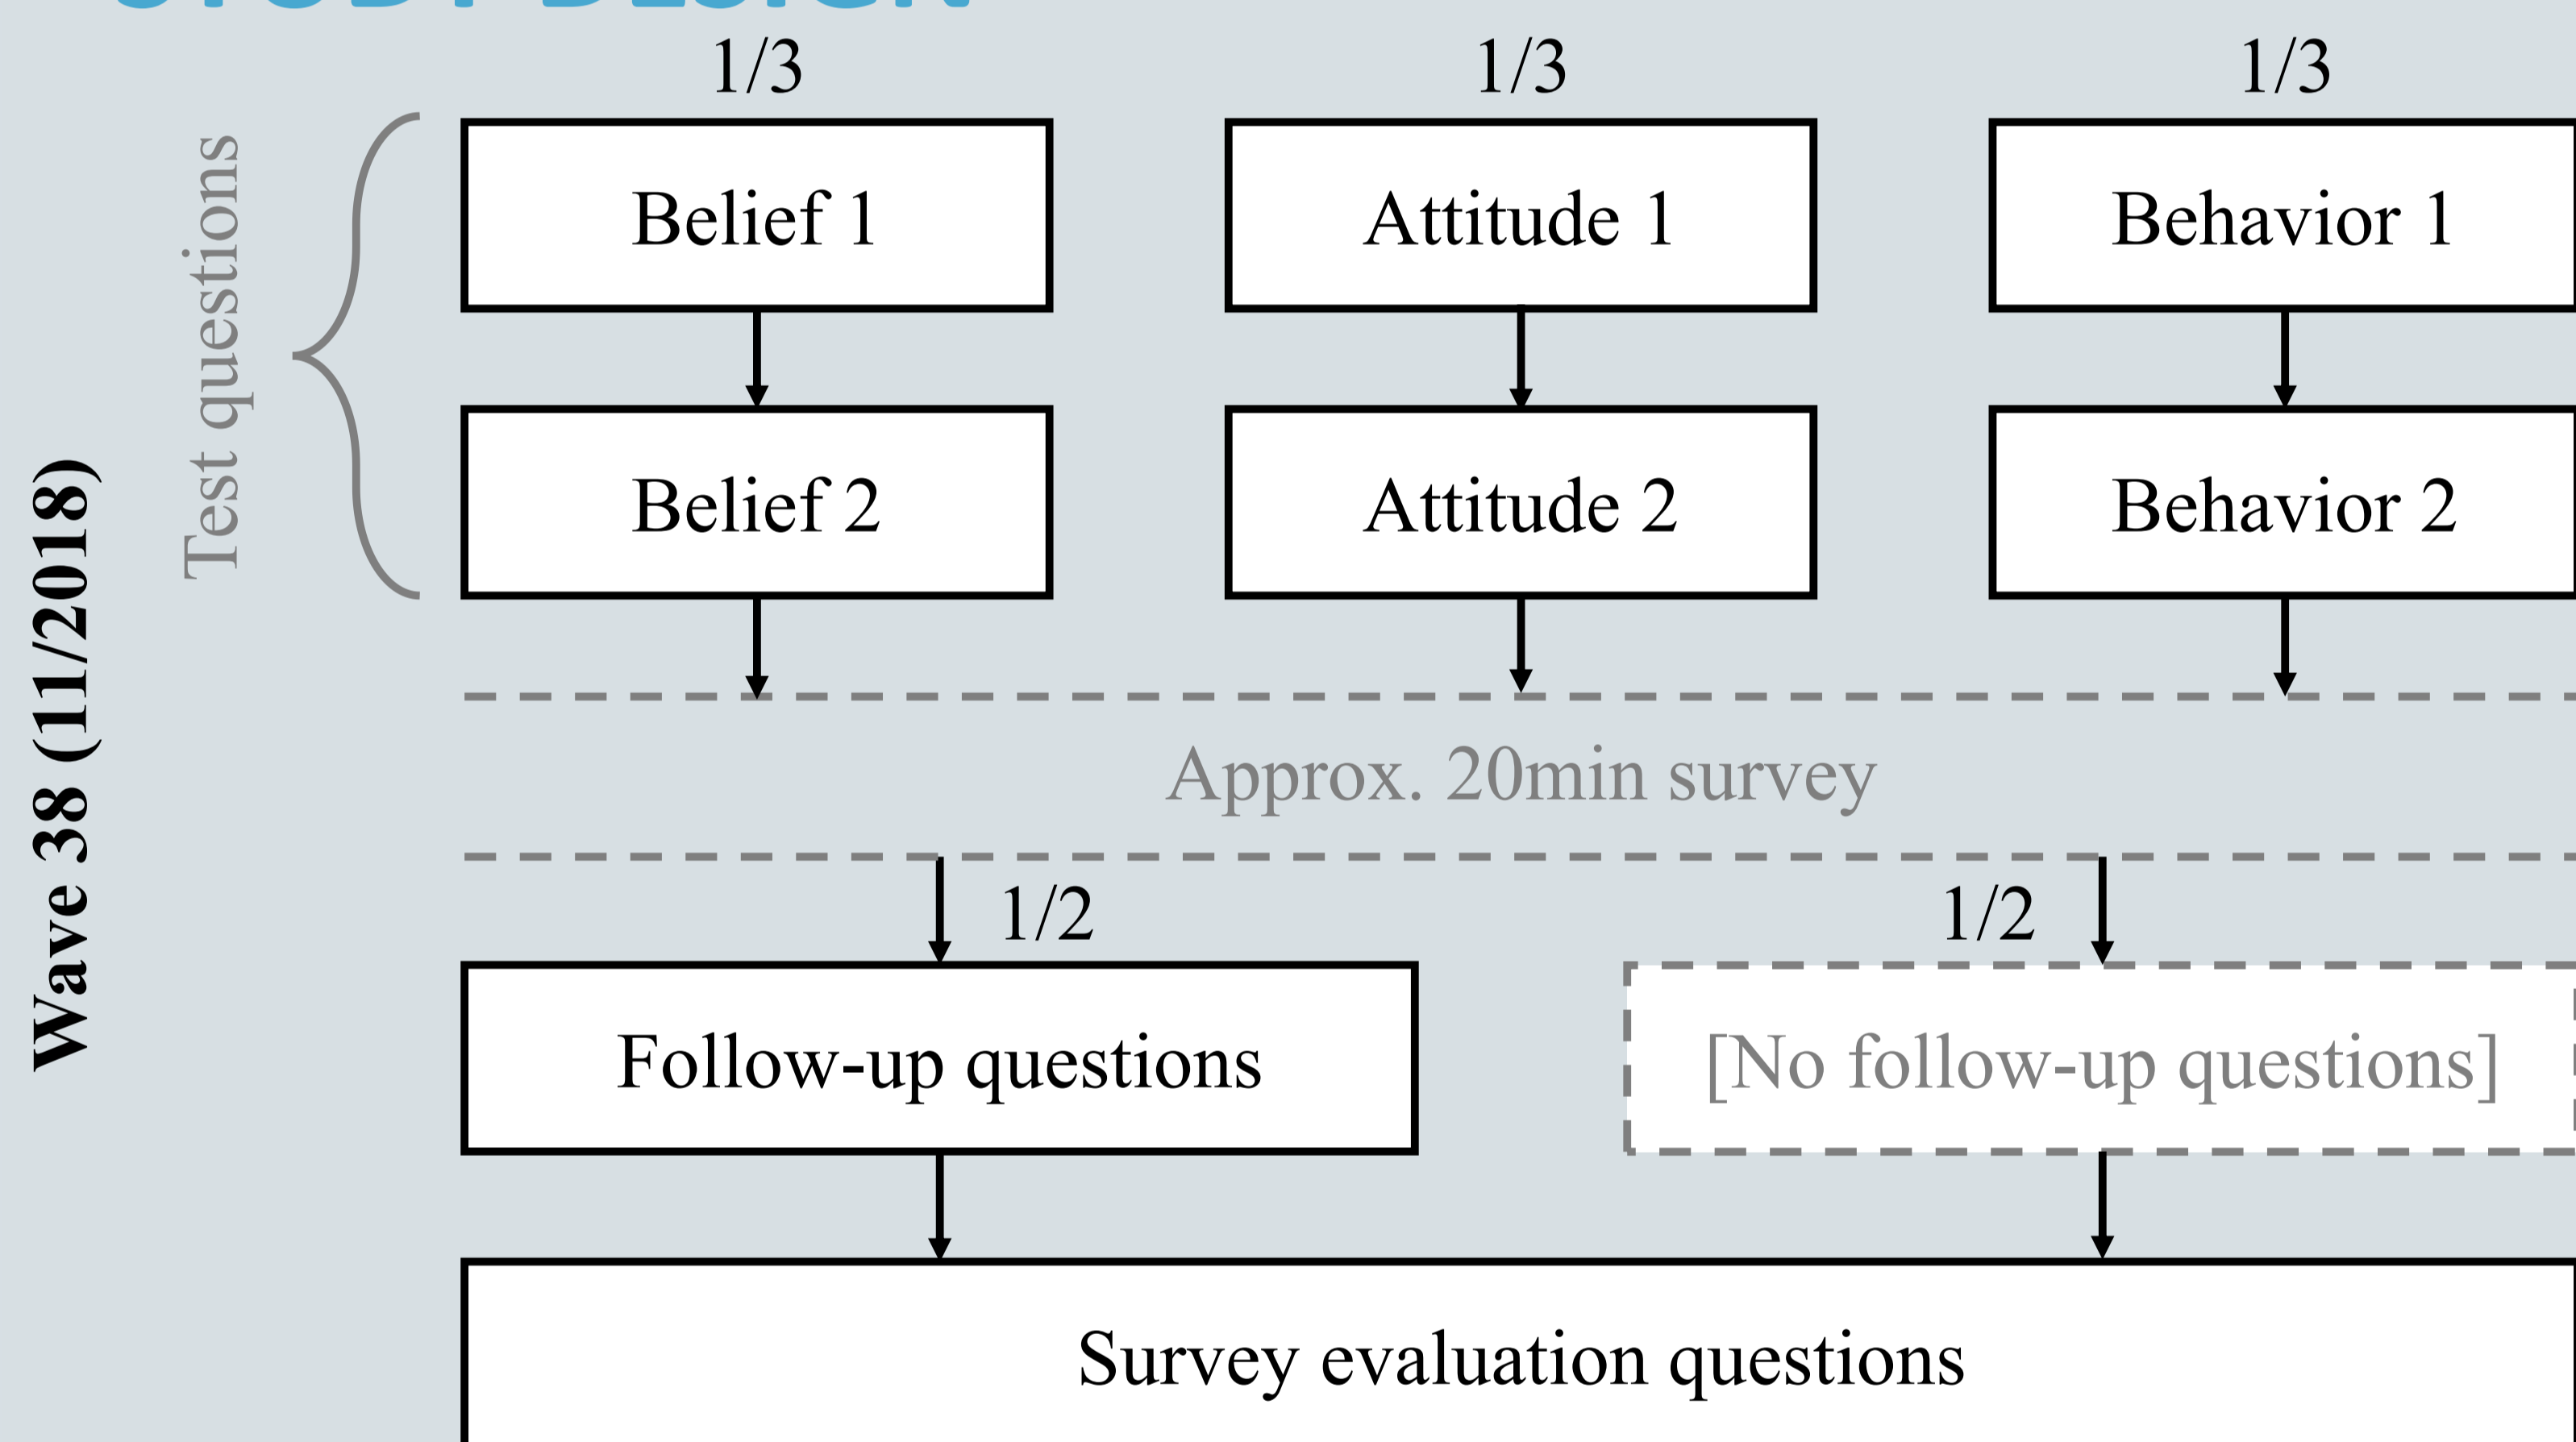 STUDY DESIGN
1/3
1/3
1/3
Test questions
Belief 1
Attitude 1
Behavior 1
Belief 2
Attitude 2
Behavior 2
Wave 38 (11/2018)
Approx. 20min survey
1/2
1/2
Follow-up questions
[No follow-up questions]
Survey evaluation questions